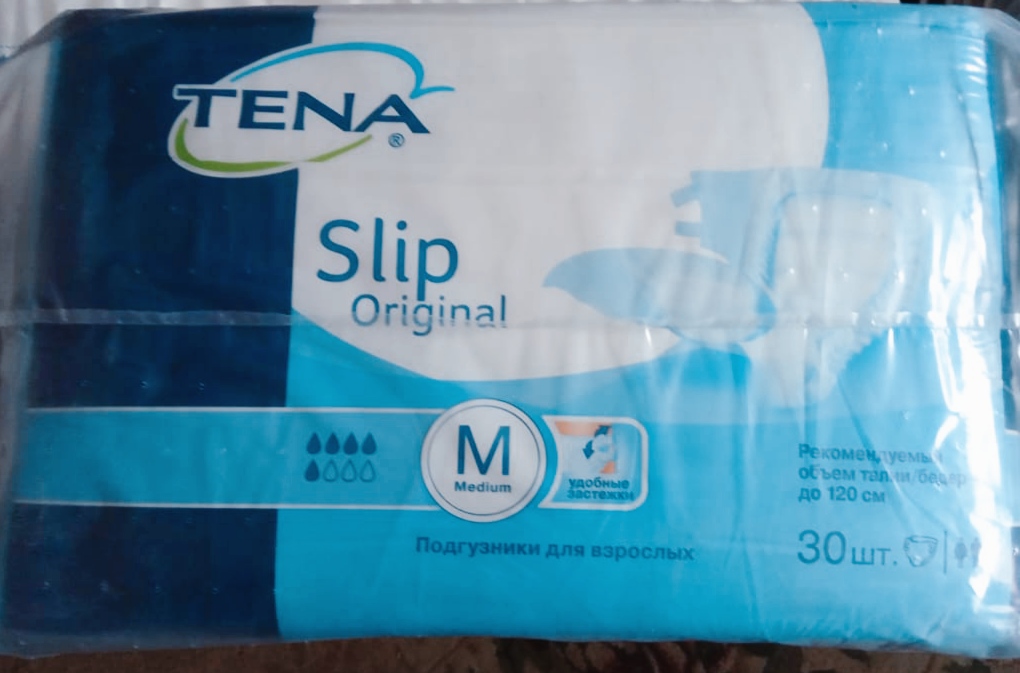 TENA®
Slip
Original
M
Medium
удобные
застежки
Рекомендуемый
объем талии/бедер
до 120 см
Подгузники для взрослых
30 шт.